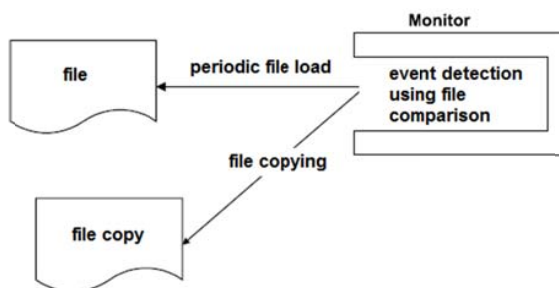 Monitor
file
periodic file load
event detection
using file
comparison
file copying
file copy